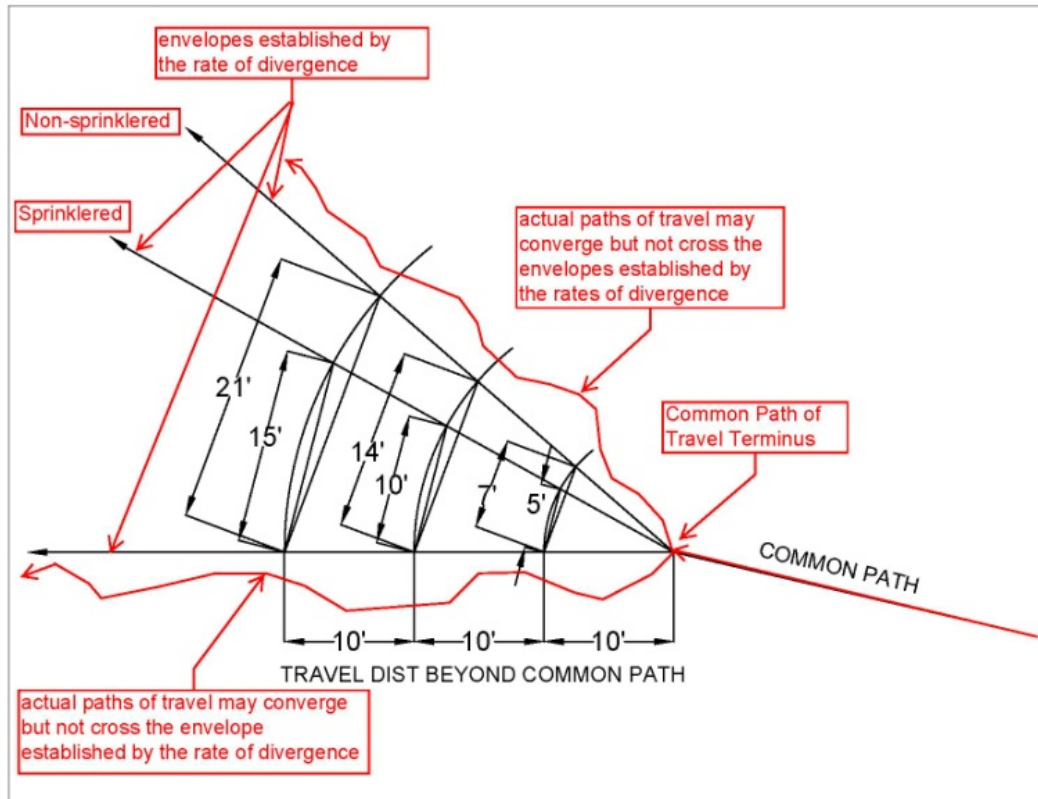 envelopes established by
the rate of divergence
Non-sprinklered
Sprinklered
actual paths of travel may
converge but not cross the
envelopes established by
the rates of divergence
Common Path of
Travel Terminus
21'
15'
14'
10'
7'
5'
COMMON PATH
10'
10'
10'
TRAVEL DIST BEYOND COMMON PATH
actual paths of travel may converge
but not cross the envelope
established by the rate of divergence